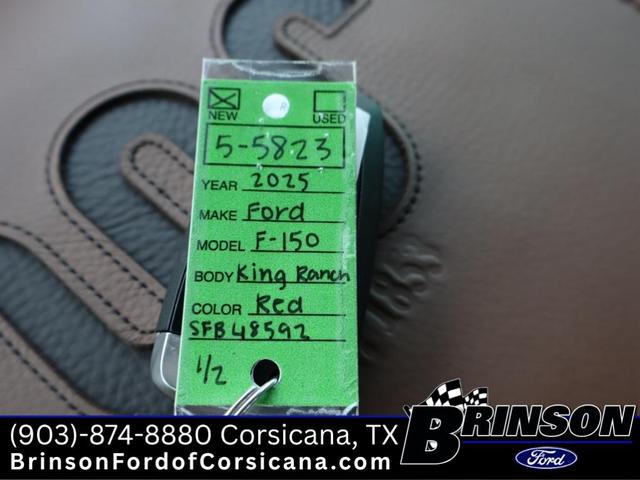 NEW
USED
5-5823
YEAR 2025
MAKE Ford
MODEL F-150
BODY King Ranch
COLOR Red
SFB48592
1/2
(903)-874-8880 Corsicana, TX
BrinsonFordofCorsicana.com
BRINSON
Ford